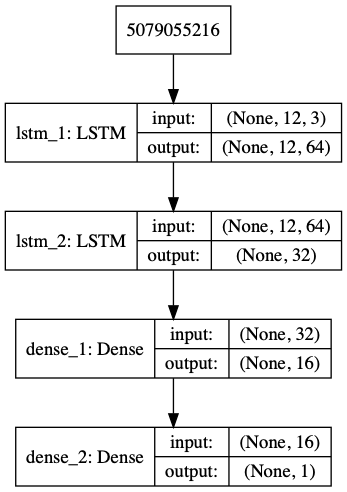 5079055216
lstm_1: LSTM
input: (None, 12, 3)
output: (None, 12, 64)
lstm_2: LSTM
input: (None, 12, 64)
output: (None, 32)
dense_1: Dense
input: (None, 32)
output: (None, 16)
dense_2: Dense
input: (None, 16)
output: (None, 1)